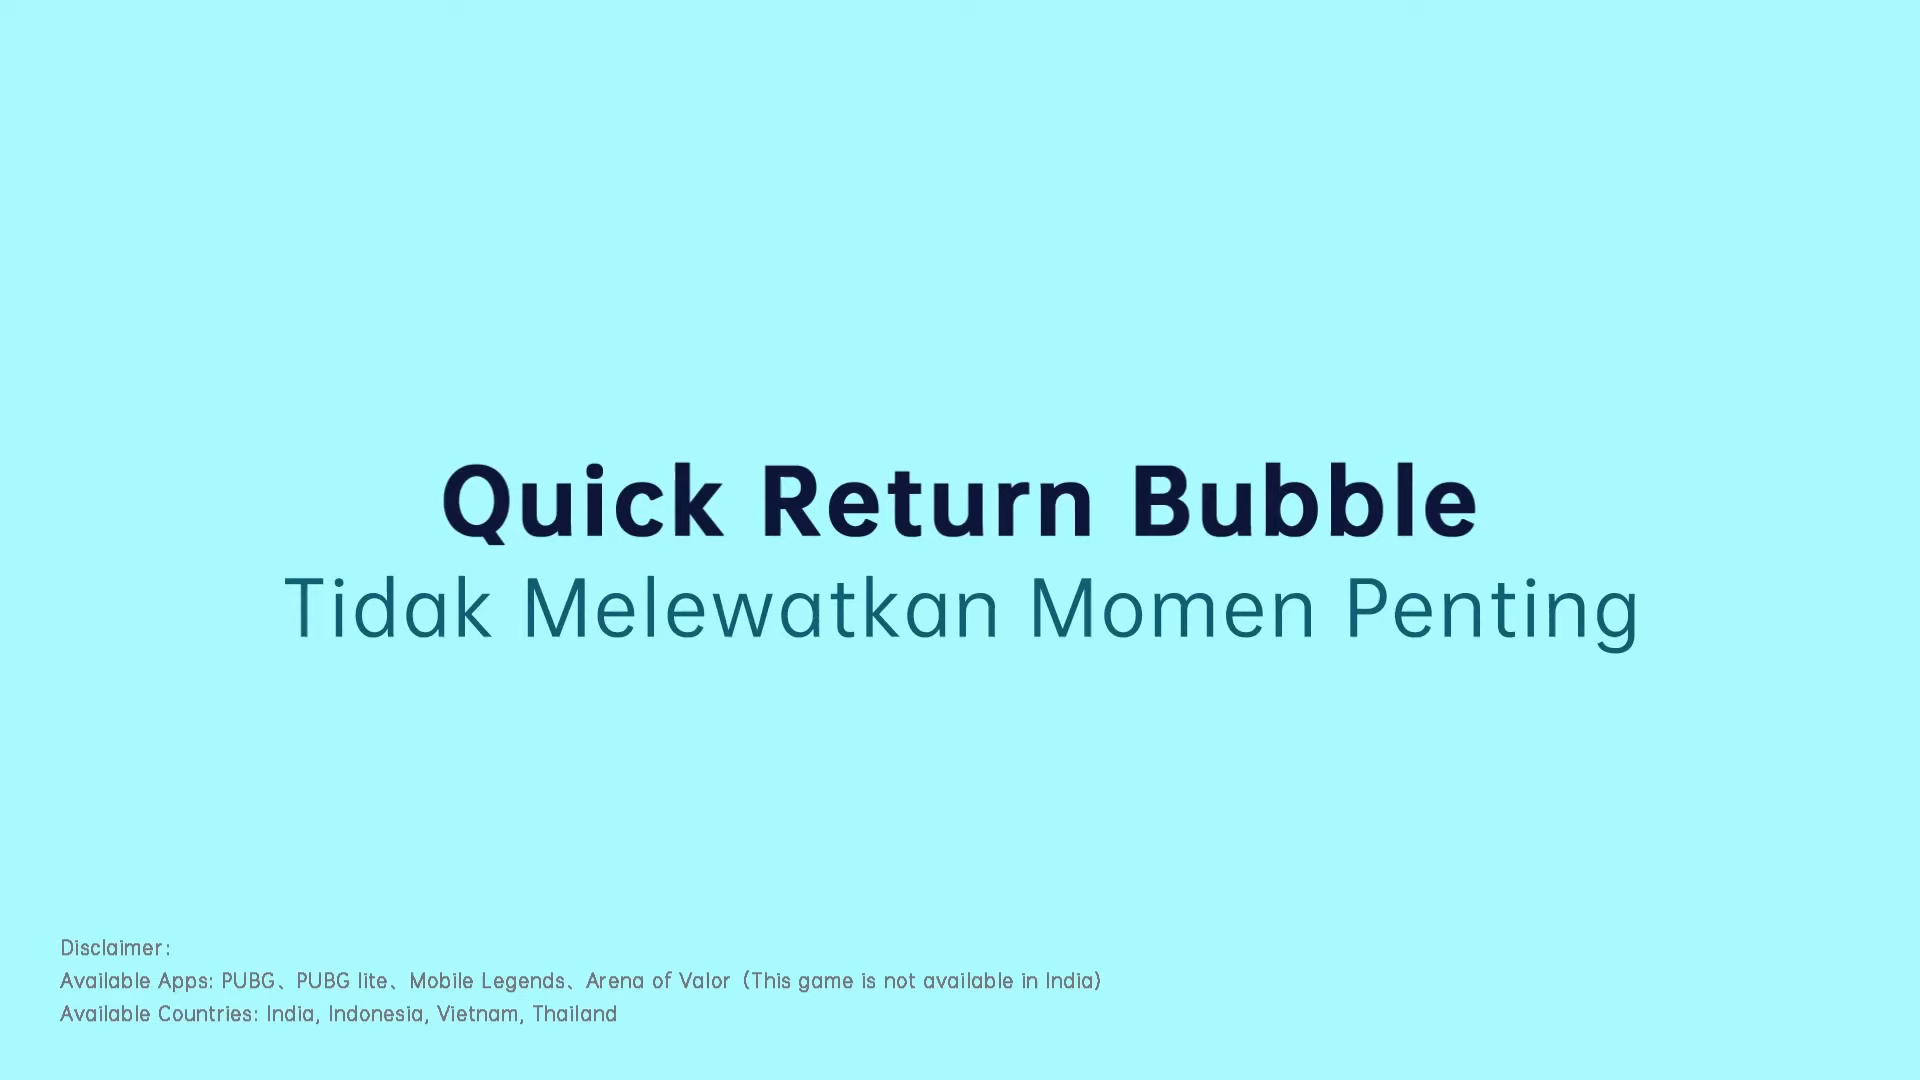 Quick Return Bubble
Tidak Melewatkan Momen Penting
Disclaimer:
Available Apps: PUBG、PUBG lite、Mobile Legends、Arena of Valor（This game is not available in India)
Available Countries: India, Indonesia, Vietnam, Thailand